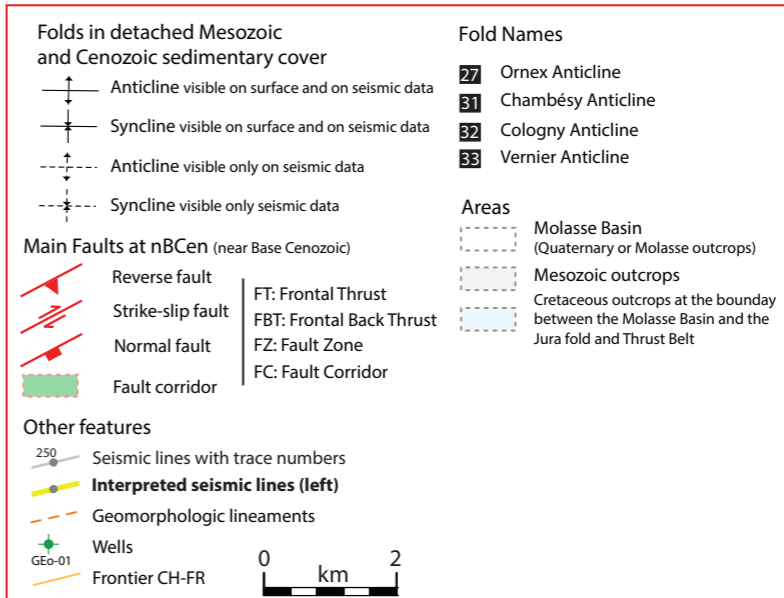 Folds in detached Mesozoic
and Cenozoic sedimentary cover
Anticline visible on surface and on seismic data
Syncline visible on surface and on seismic data
Anticline visible only on seismic data
Syncline visible only seismic data
Main Faults at nBCen (near Base Cenozoic)
Reverse fault
Strike-slip fault
Normal fault
Fault corridor
FT: Frontal Thrust
FBT: Frontal Back Thrust
FZ: Fault Zone
FC: Fault Corridor
Other features
250
Seismic lines with trace numbers
Interpreted seismic lines (left)
Geomorphologic lineaments
Wells
GEo-01
Frontier CH-FR
0 2
km
Fold Names
27 Ornex Anticline
31 Chambésy Anticline
32 Cologny Anticline
33 Vernier Anticline
Areas
Molasse Basin
(Quaternary or Molasse outcrops)
Mesozoic outcrops
Cretaceous outcrops at the bounday
between the Molasse Basin and the
Jura fold and Thrust Belt